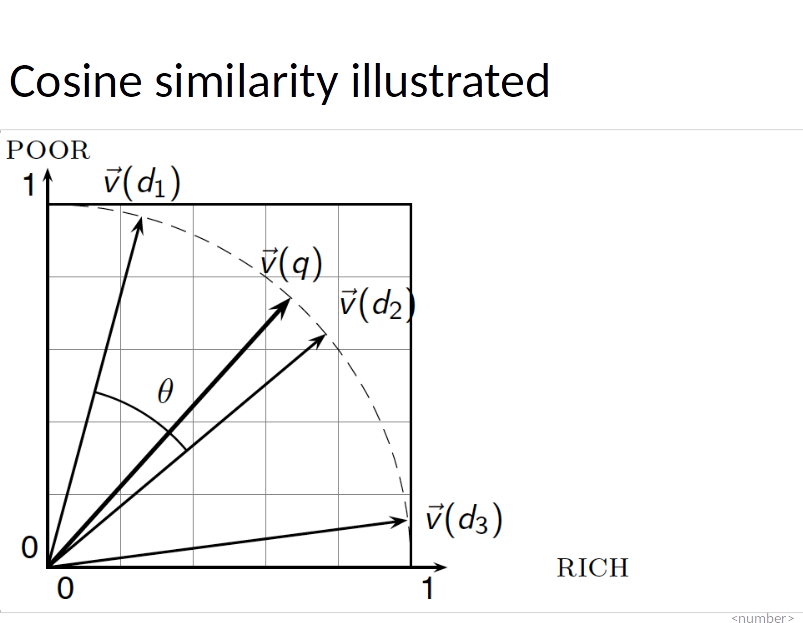 Cosine similarity illustrated
POOR
1
v⃗(d₁)
v⃗(q)
v⃗(d₂)
θ
v⃗(d₃)
0
0
1
RICH
<number>